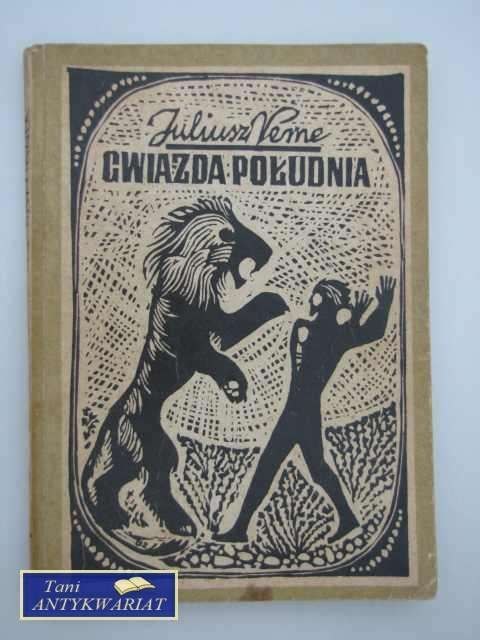 Juliusz Verne
GWIAZDA POŁUDNIA
Tani
ANTYKWARIAT